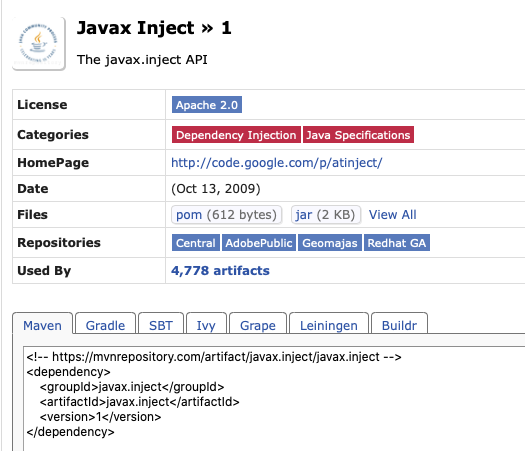 Javax Inject » 1
The javax.inject API
License Apache 2.0
Categories Dependency Injection Java Specifications
HomePage http://code.google.com/p/atinject/
Date (Oct 13, 2009)
Files pom (612 bytes) jar (2 KB) View All
Repositories Central AdobePublic Geomajas Redhat GA
Used By 4,778 artifacts
Maven Gradle SBT Ivy Grape Leiningen Buildr
<!-- https://mvnrepository.com/artifact/javax.inject/javax.inject -->
<dependency>
<groupId>javax.inject</groupId>
<artifactId>javax.inject</artifactId>
<version>1</version>
</dependency>